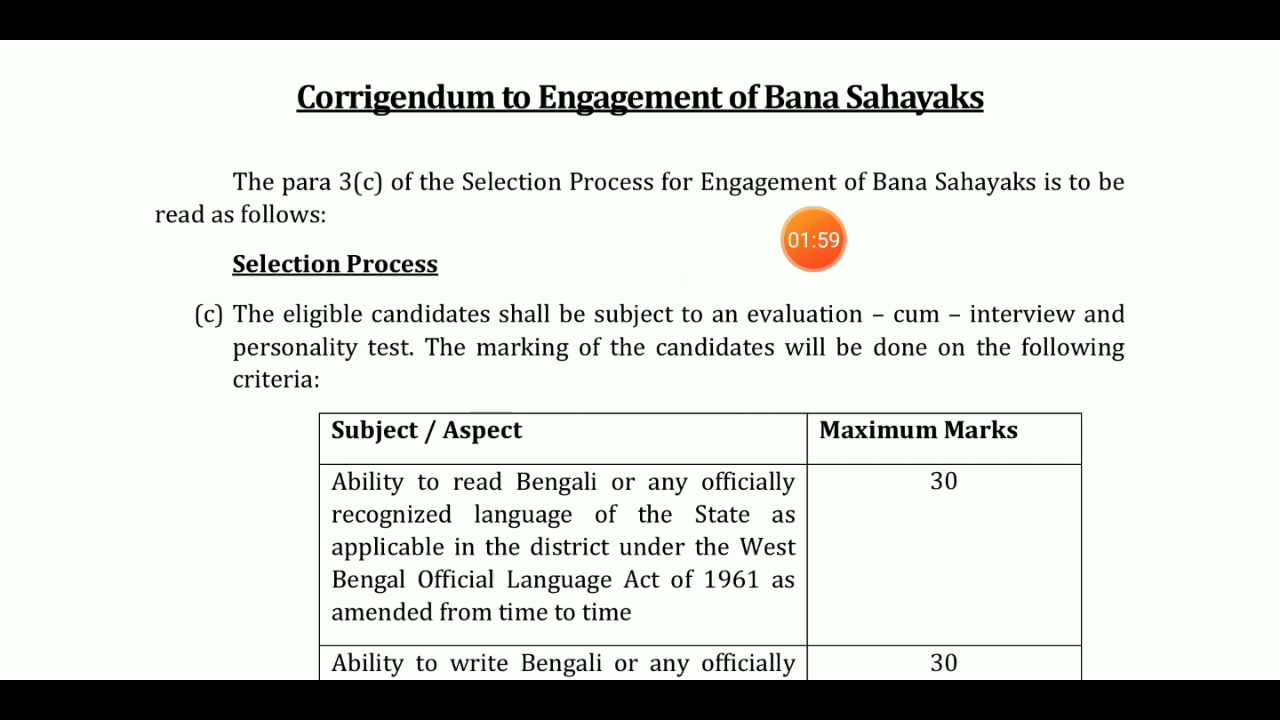 Corrigendum to Engagement of Bana Sahayaks
The para 3(c) of the Selection Process for Engagement of Bana Sahayaks is to be
read as follows:
01:59
Selection Process
(c) The eligible candidates shall be subject to an evaluation – cum – interview and
personality test. The marking of the candidates will be done on the following
criteria:
Subject / Aspect Maximum Marks
Ability to read Bengali or any officially 30
recognized language of the State as
applicable in the district under the West
Bengal Official Language Act of 1961 as
amended from time to time
Ability to write Bengali or any officially 30